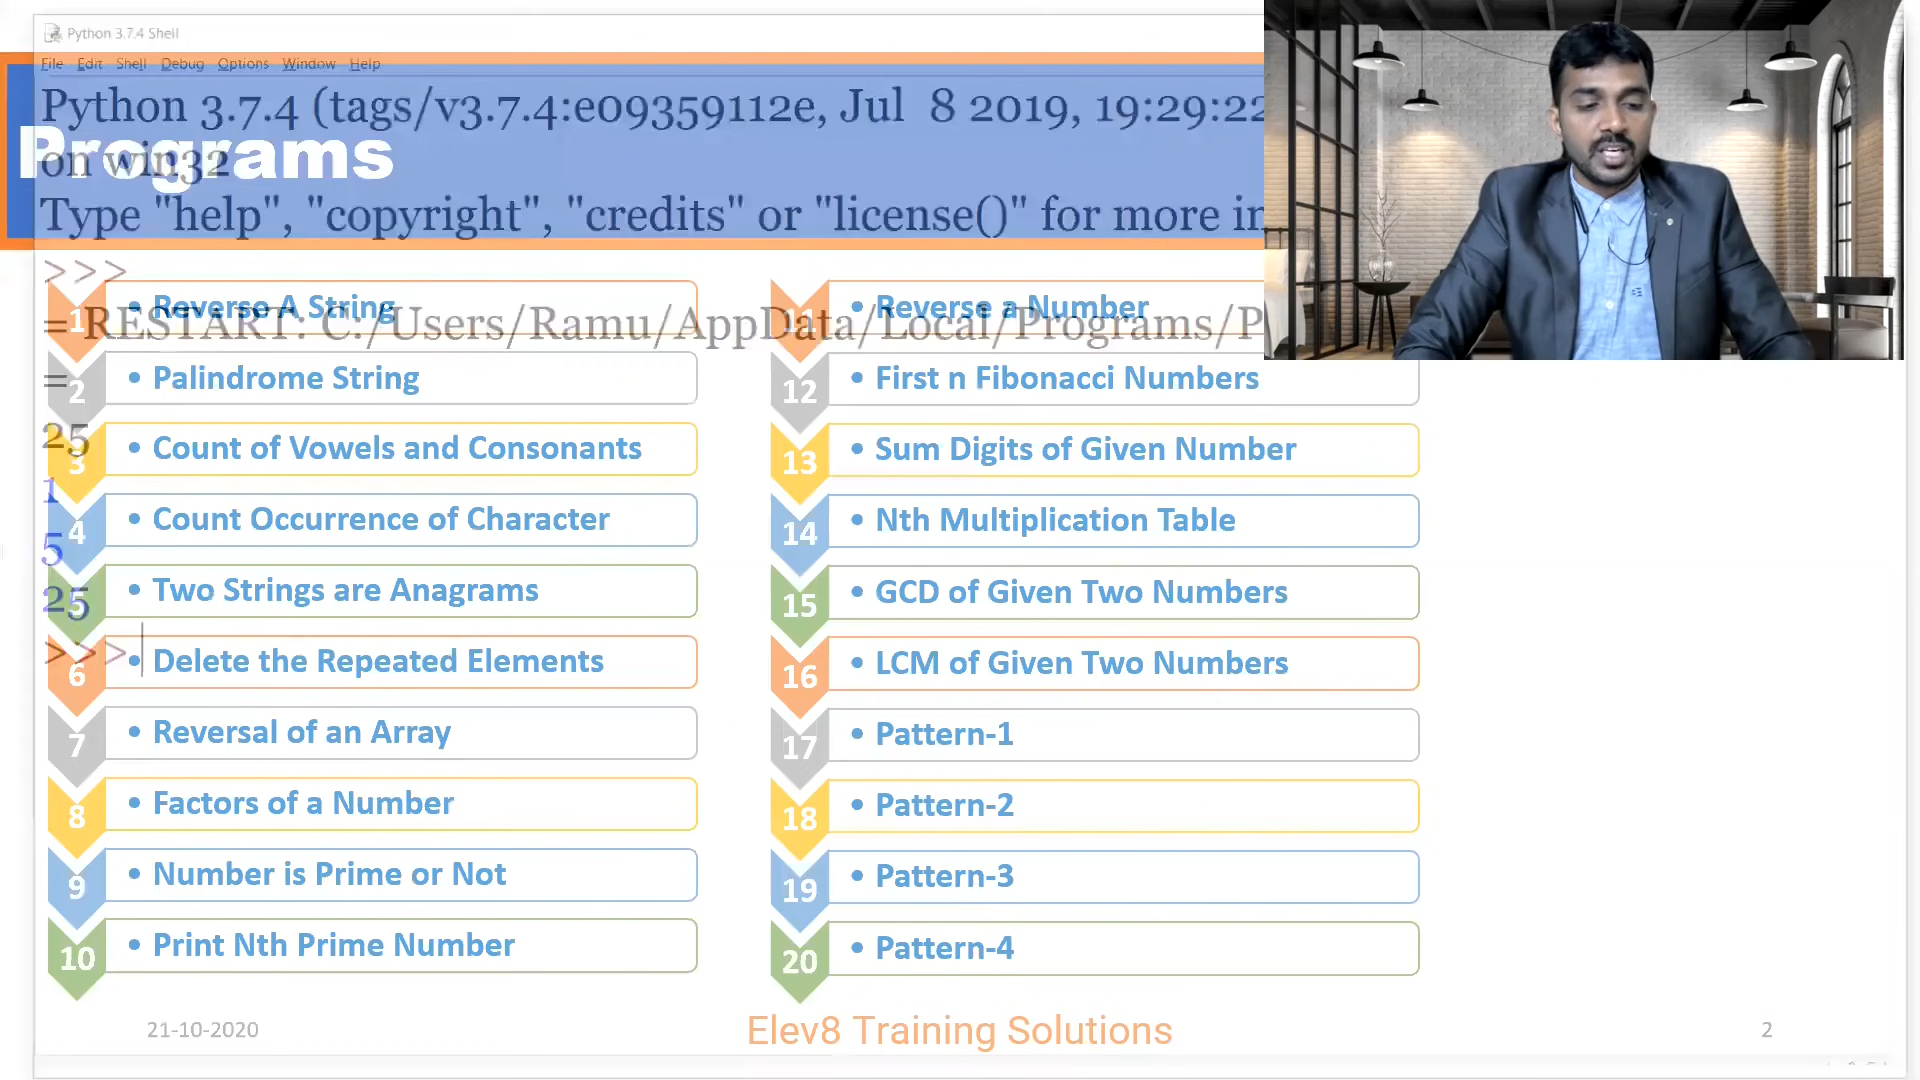 Python 3.7.4 Shell
File Edit Shell Debug Options Window Help
Python 3.7.4 (tags/v3.7.4:e09359112e, Jul 8 2019, 19:29:22
Programs
on win32
Type "help", "copyright", "credits" or "license()" for more in
>>>
= RESTART: C:/Users/Ramu/AppData/Local/Programs/P
=
25
1
5
25
>>>
1 • Reverse A String
2 • Palindrome String
3 • Count of Vowels and Consonants
4 • Count Occurrence of Character
5 • Two Strings are Anagrams
6 • Delete the Repeated Elements
7 • Reversal of an Array
8 • Factors of a Number
9 • Number is Prime or Not
10 • Print Nth Prime Number
11 • Reverse a Number
12 • First n Fibonacci Numbers
13 • Sum Digits of Given Number
14 • Nth Multiplication Table
15 • GCD of Given Two Numbers
16 • LCM of Given Two Numbers
17 • Pattern-1
18 • Pattern-2
19 • Pattern-3
20 • Pattern-4
21-10-2020
Elev8 Training Solutions
2